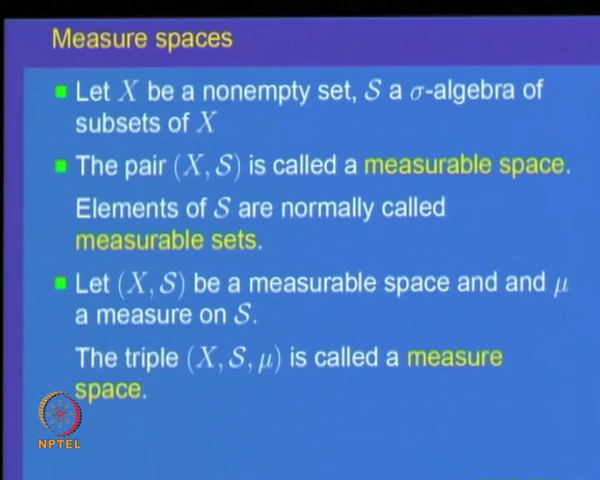 Measure spaces
Let X be a nonempty set, S a σ-algebra of
subsets of X
The pair (X, S) is called a measurable space.
Elements of S are normally called
measurable sets.
Let (X, S) be a measurable space and and μ
a measure on S.
The triple (X, S, μ) is called a measure
space.
NPTEL